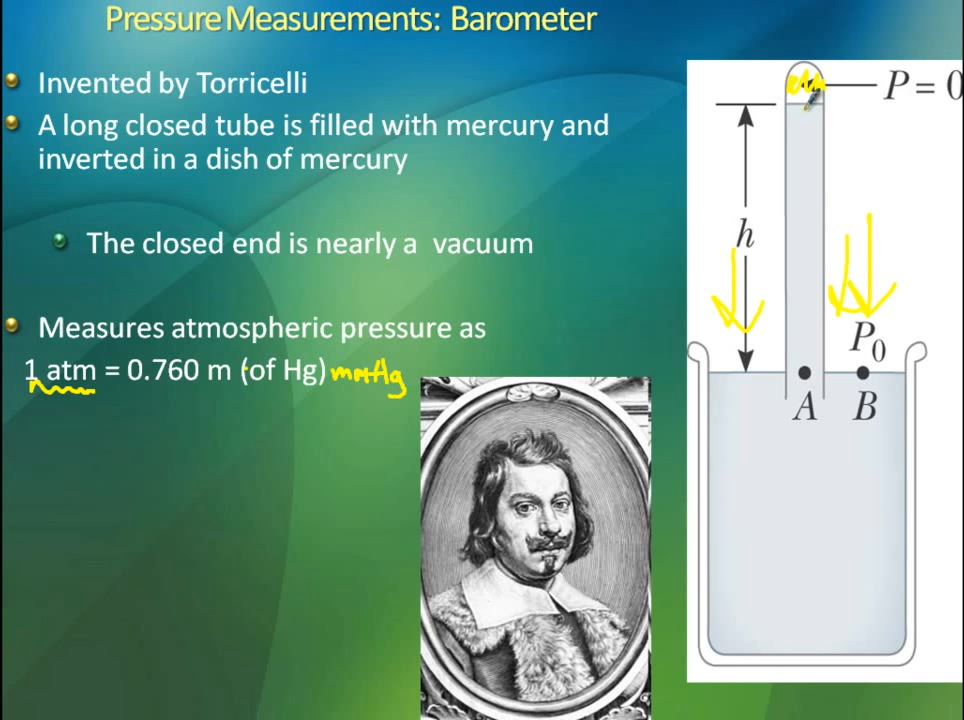 Pressure Measurements: Barometer
Invented by Torricelli
A long closed tube is filled with mercury and
inverted in a dish of mercury
The closed end is nearly a vacuum
Measures atmospheric pressure as
1 atm = 0.760 m (of Hg) mmHg
P = 0
h
P₀
A B